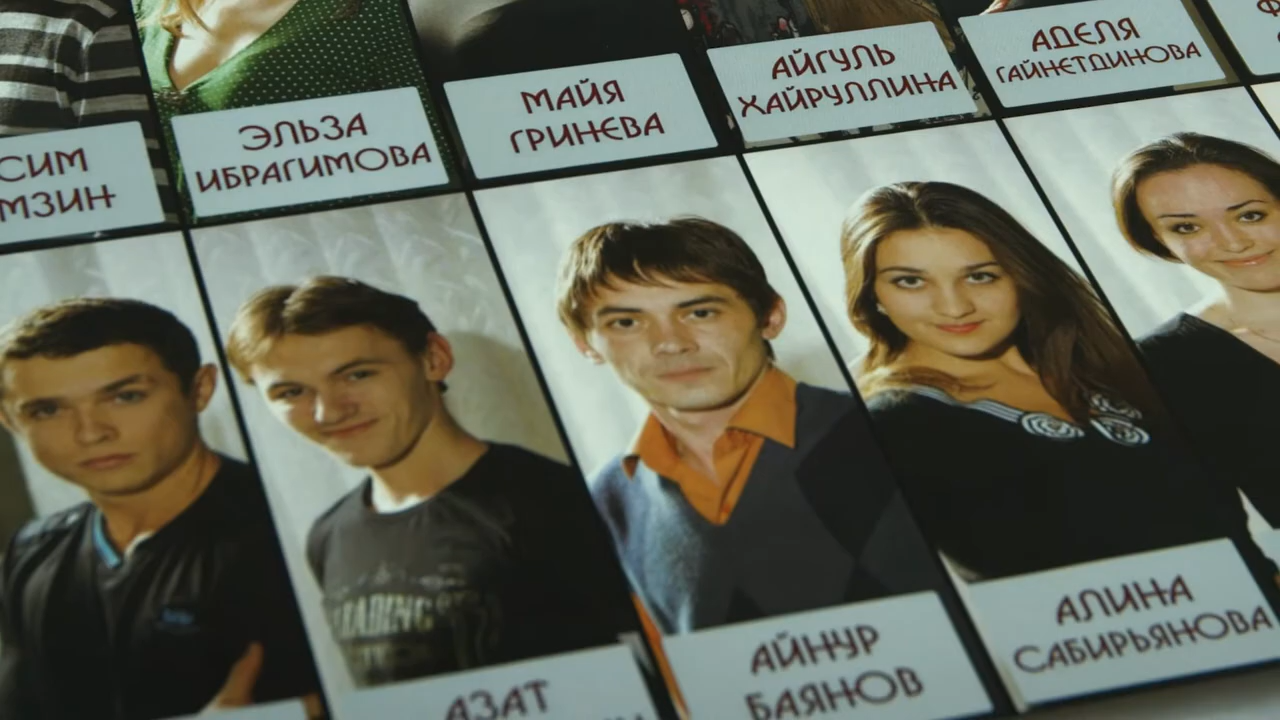 СИМ
МЗИН
ЭЛЬЗА
ИБРАГИМОВА
МАЙЯ
ГРИНЕВА
АЙГУЛЬ
ХАЙРУЛЛИНА
АДЕЛЯ
ГАЙНЕТДИНОВА
АЗАТ
АЙНУР
БАЯНОВ
АЛИНА
САБИРЬЯНОВА